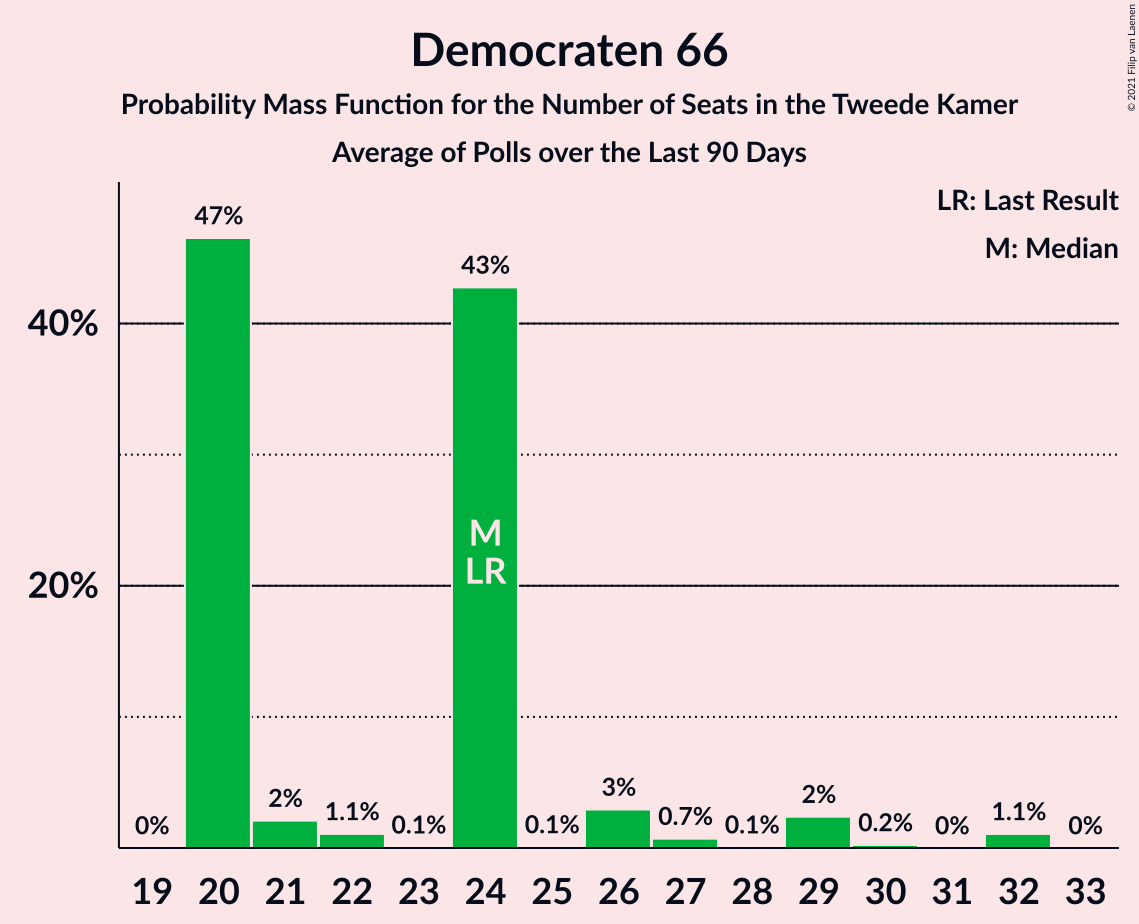 Democraten 66
Probability Mass Function for the Number of Seats in the Tweede Kamer
Average of Polls over the Last 90 Days
© 2021 Filip van Laenen
LR: Last Result
M: Median
40%
20%
0%
47%
2%
1.1%
0.1%
43%
0.1%
3%
0.7%
0.1%
2%
0.2%
0%
1.1%
0%
M
LR
19 20 21 22 23 24 25 26 27 28 29 30 31 32 33